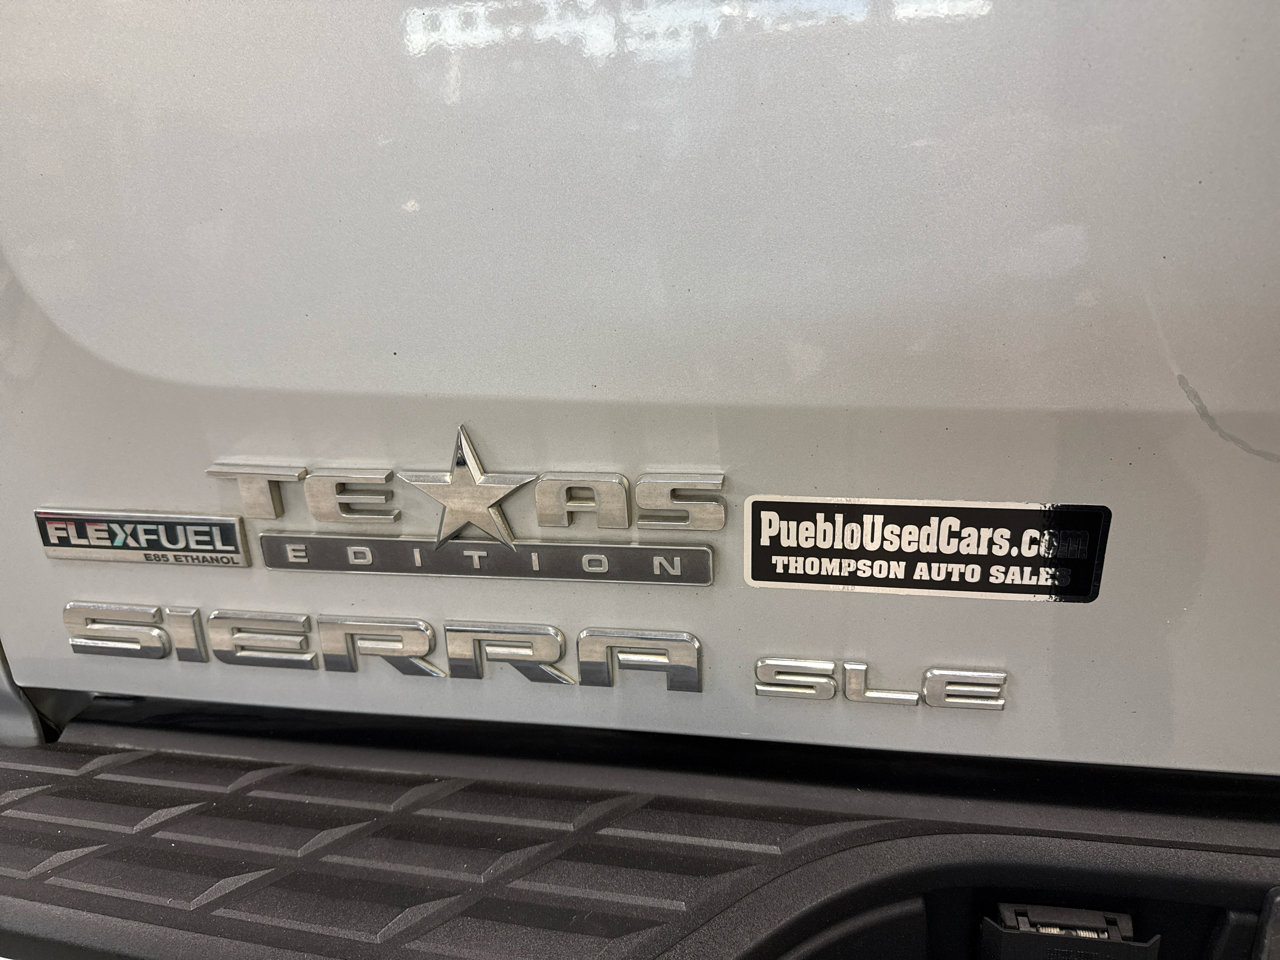 TEXAS
EDITION
FLEXFUEL
E85 ETHANOL
PuebloUsedCars.com
THOMPSON AUTO SALES
SIERRA SLE